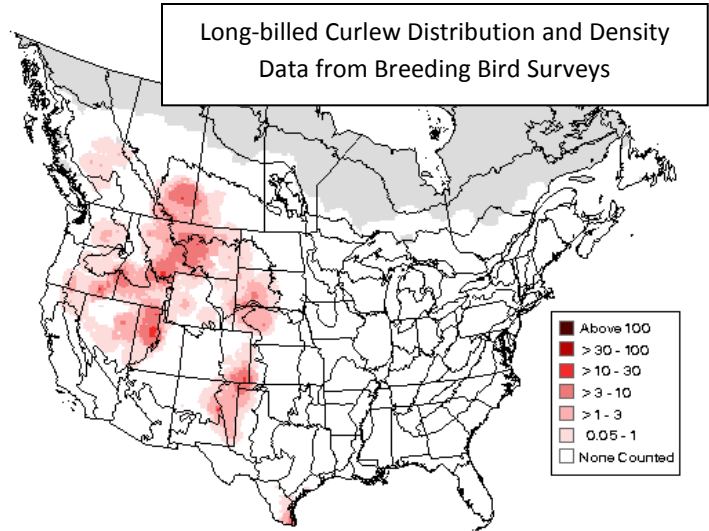 Long-billed Curlew Distribution and Density
Data from Breeding Bird Surveys
Above 100
>30 - 100
>10 - 30
>3 - 10
>1 - 3
0.05 - 1
None Counted